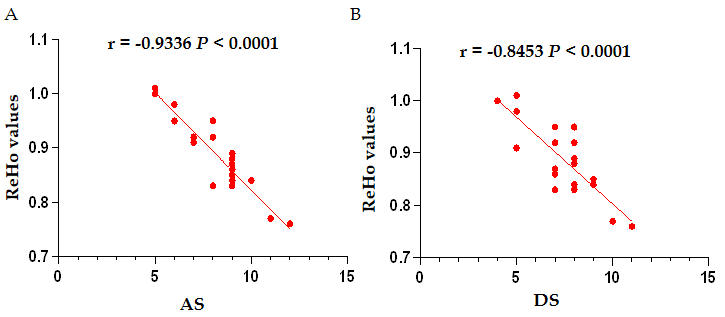 A
r = -0.9336 P < 0.0001
ReHo values
1.1
1.0
0.9
0.8
0.7
0 5 10 15
AS
B
r = -0.8453 P < 0.0001
ReHo values
1.1
1.0
0.9
0.8
0.7
0 5 10 15
DS